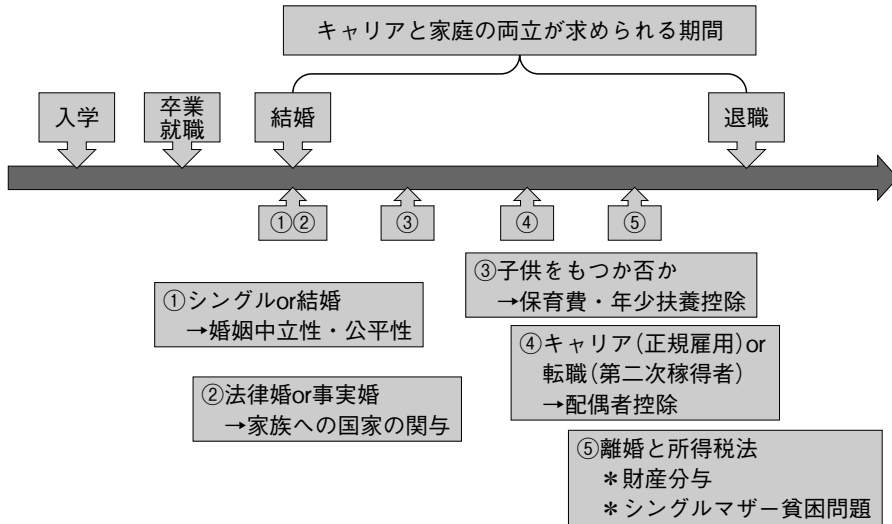 キャリアと家庭の両立が求められる期間
入学
卒業
就職
結婚
退職
①②
③
④
⑤
①シングルor結婚
→婚姻中立性・公平性
②法律婚or事実婚
→家族への国家の関与
③子供をもつか否か
→保育費・年少扶養控除
④キャリア(正規雇用)or
転職(第二次稼得者)
→配偶者控除
⑤離婚と所得税法
＊財産分与
＊シングルマザー貧困問題